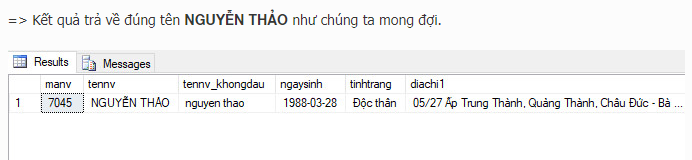 => Kết quả trả về đúng tên NGUYỄN THẢO như chúng ta mong đợi.
Results Messages
manv tennv tennv_khongdau ngaysinh tinhtrang diachi1
1 7045 NGUYỄN THẢO nguyen thao 1988-03-28 Độc thân 05/27 Ấp Trung Thành, Quảng Thành, Châu Đức - Bà ...